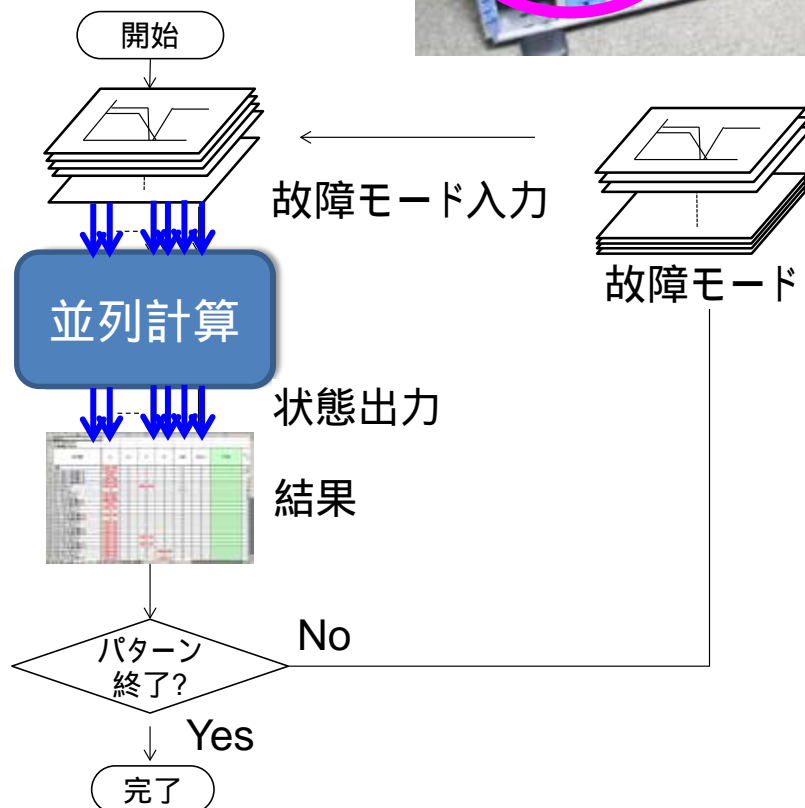 開始
故障モード入力
故障モード
並列計算
状態出力
結果
パターン
終了?
No
Yes
完了